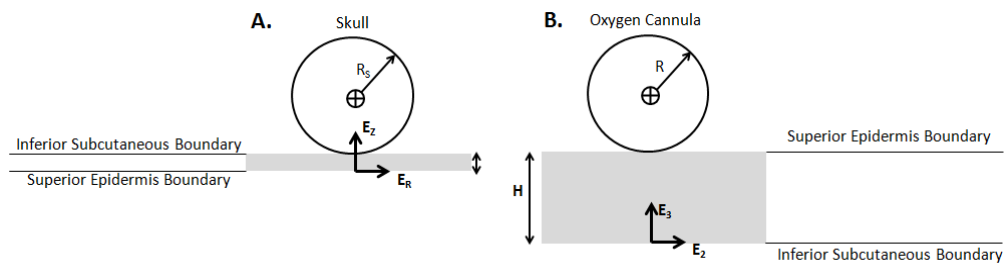 A.
Skull
R_S
E_Z
Inferior Subcutaneous Boundary
Superior Epidermis Boundary
E_R
B.
Oxygen Cannula
R
Superior Epidermis Boundary
H
E_3
E_2
Inferior Subcutaneous Boundary